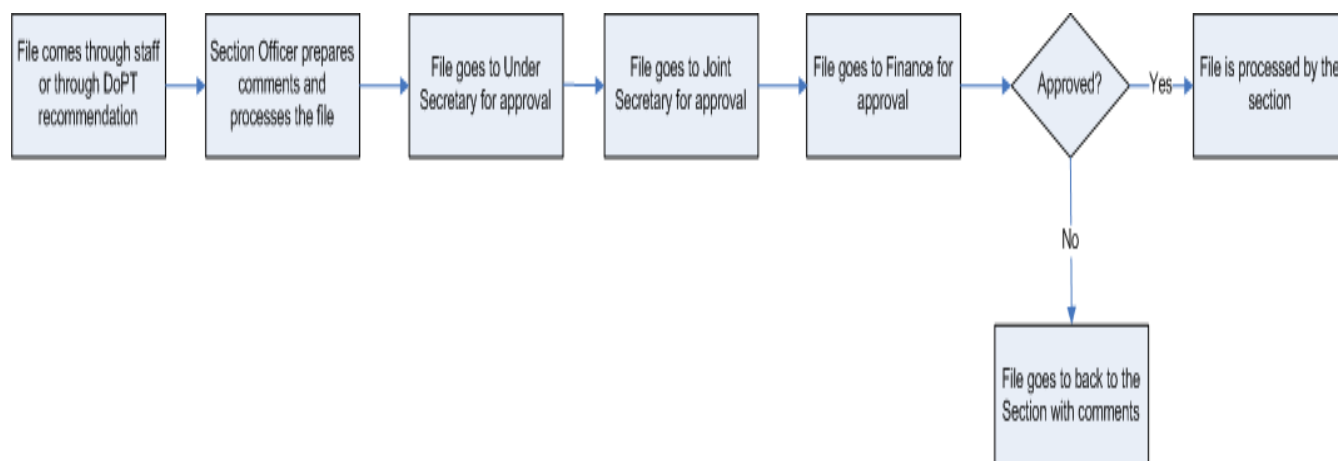 File comes through staff
or through DoPT
recommendation
Section Officer prepares
comments and
processes the file
File goes to Under
Secretary for approval
File goes to Joint
Secretary for approval
File goes to Finance for
approval
Approved?
Yes
File is processed by the
section
No
File goes to back to the
Section with comments